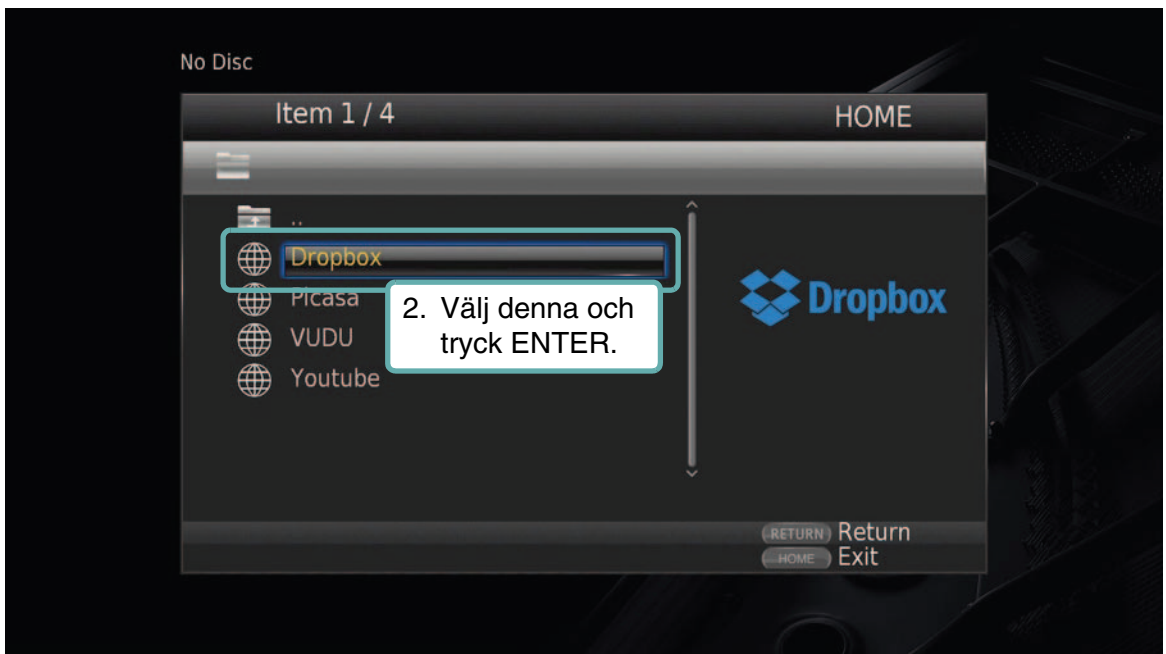 No Disc
Item 1 / 4
HOME
..
Dropbox
Picasa
VUDU
Youtube
2. Välj denna och
tryck ENTER.
Dropbox
RETURN Return
HOME Exit